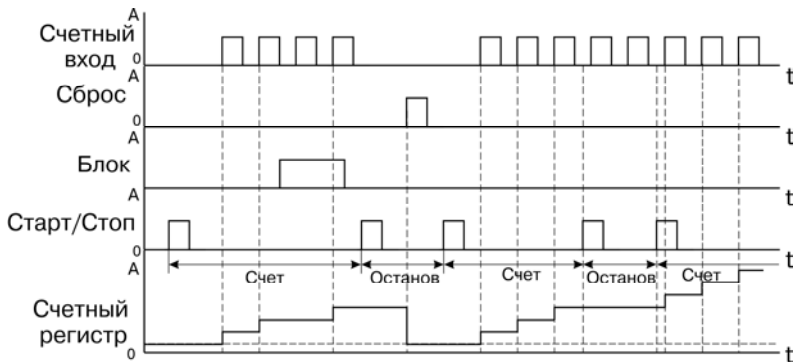 A
Счетный
вход
0
t
A
Сброс
0
t
A
Блок
t
A
Старт/Стоп
0
t
Счет Останов Счет Останов Счет
A
Счетный
регистр
0
t